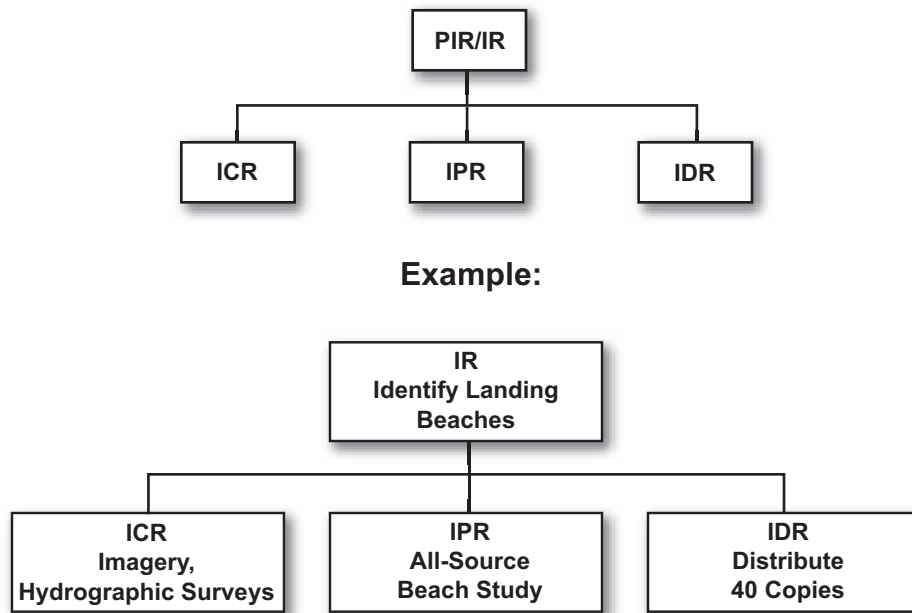 PIR/IR
ICR
IPR
IDR
Example:
IR
Identify Landing
Beaches
ICR
Imagery,
Hydrographic Surveys
IPR
All-Source
Beach Study
IDR
Distribute
40 Copies